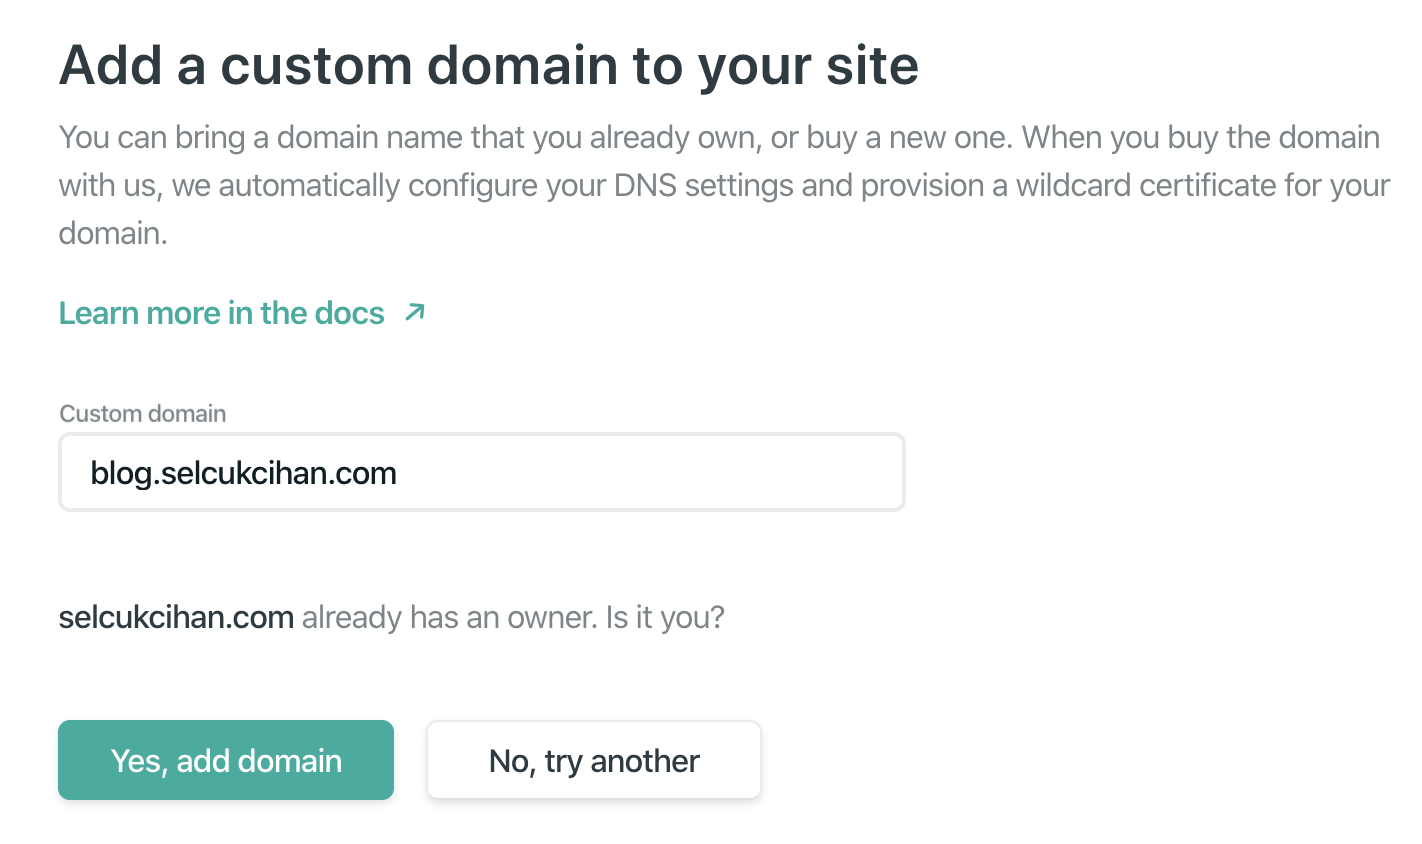 Add a custom domain to your site
You can bring a domain name that you already own, or buy a new one. When you buy the domain
with us, we automatically configure your DNS settings and provision a wildcard certificate for your
domain.
Learn more in the docs
Custom domain
blog.selcukcihan.com
selcukcihan.com already has an owner. Is it you?
Yes, add domain
No, try another